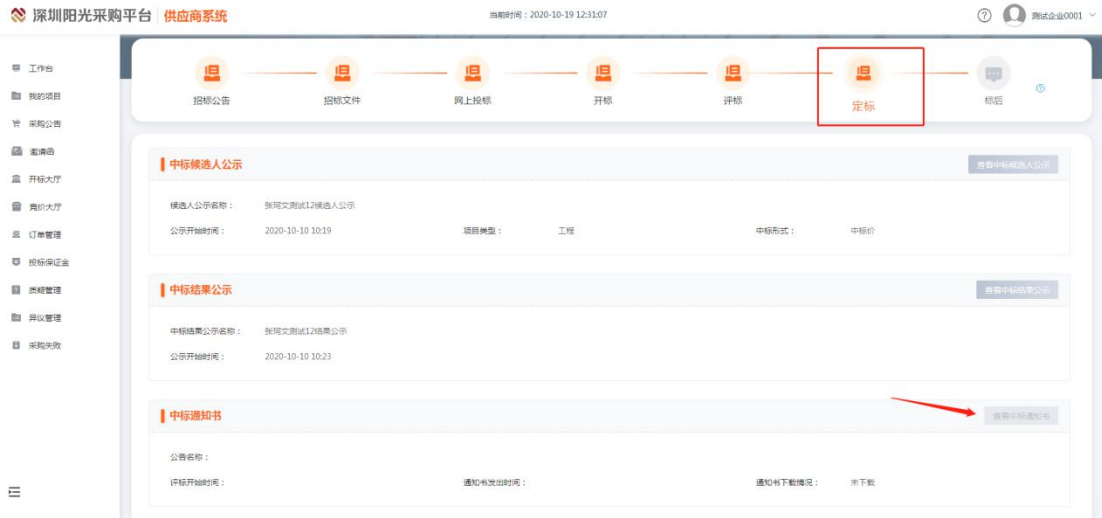 深圳阳光采购平台 供应商系统
当前时间：2020-10-19 12:31:07
测试企业0001
工作台
我的项目
采购公告
邀请函
开标大厅
竞价大厅
订单管理
投标保证金
质疑管理
异议管理
采购失败
招标公告
招标文件
网上投标
开标
评标
定标
标后
中标候选人公示
查看中标候选人公示
候选人公示名称： 张珂文测试12候选人公示
公示开始时间： 2020-10-10 10:19 项目类型： 工程 中标形式： 中标价
中标结果公示
查看中标结果公示
中标结果公示名称： 张珂文测试12结果公示
公示开始时间： 2020-10-10 10:23
中标通知书
查看中标通知书
公告名称：
评标开始时间： 通知书发出时间： 通知书下载情况： 未下载